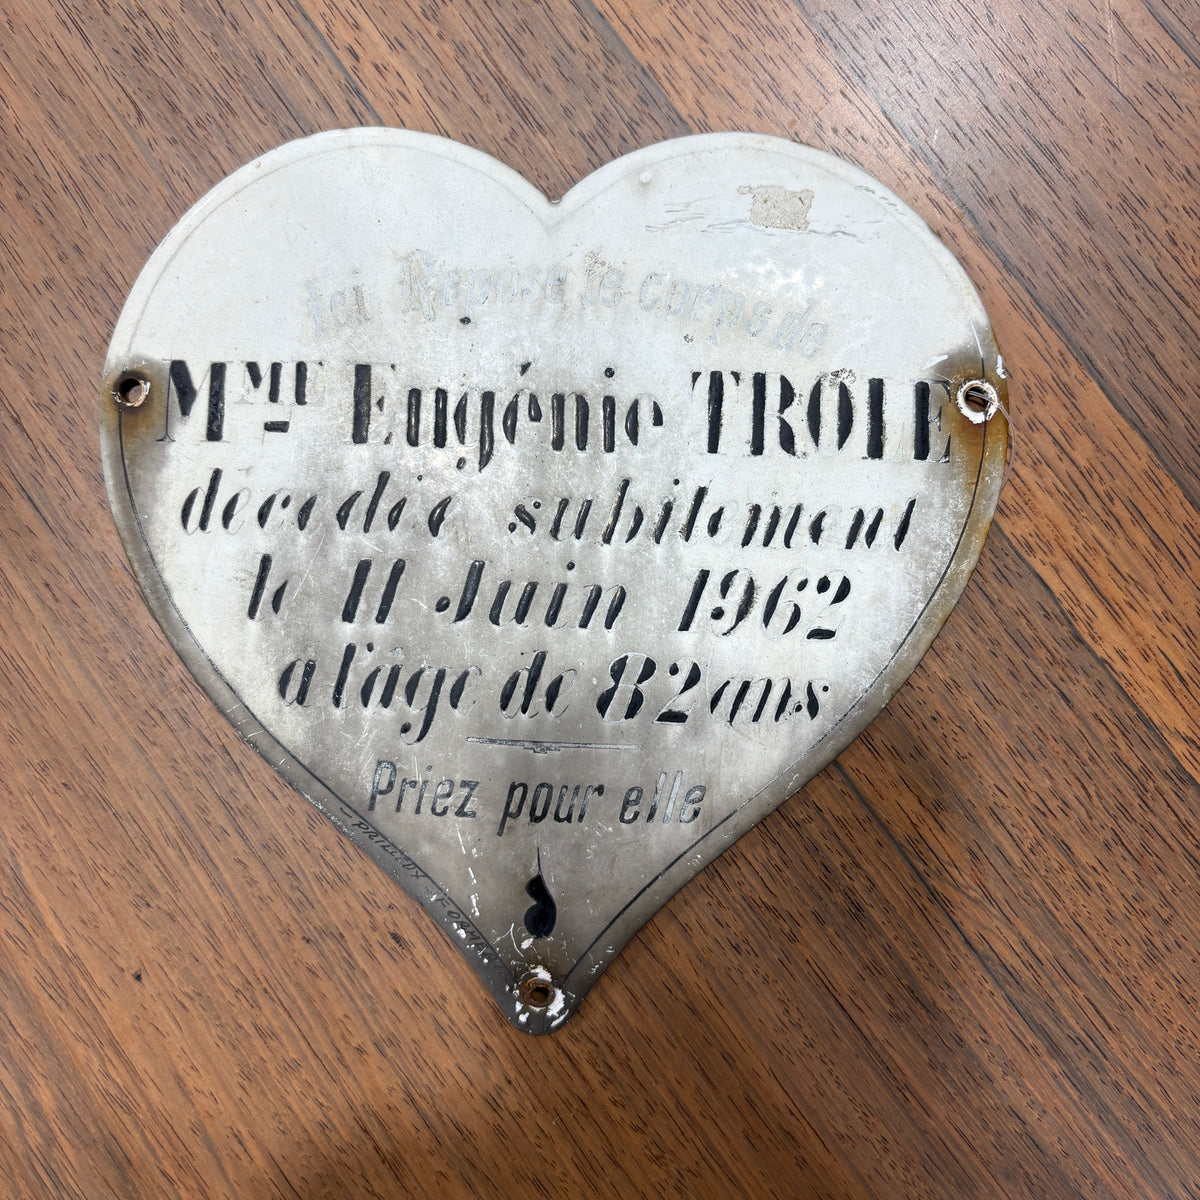 Ici Repose le corps de
Mme Eugénie TROIE
décédée subitement
le 11 Juin 1962
a l'âge de 82 ans
Priez pour elle